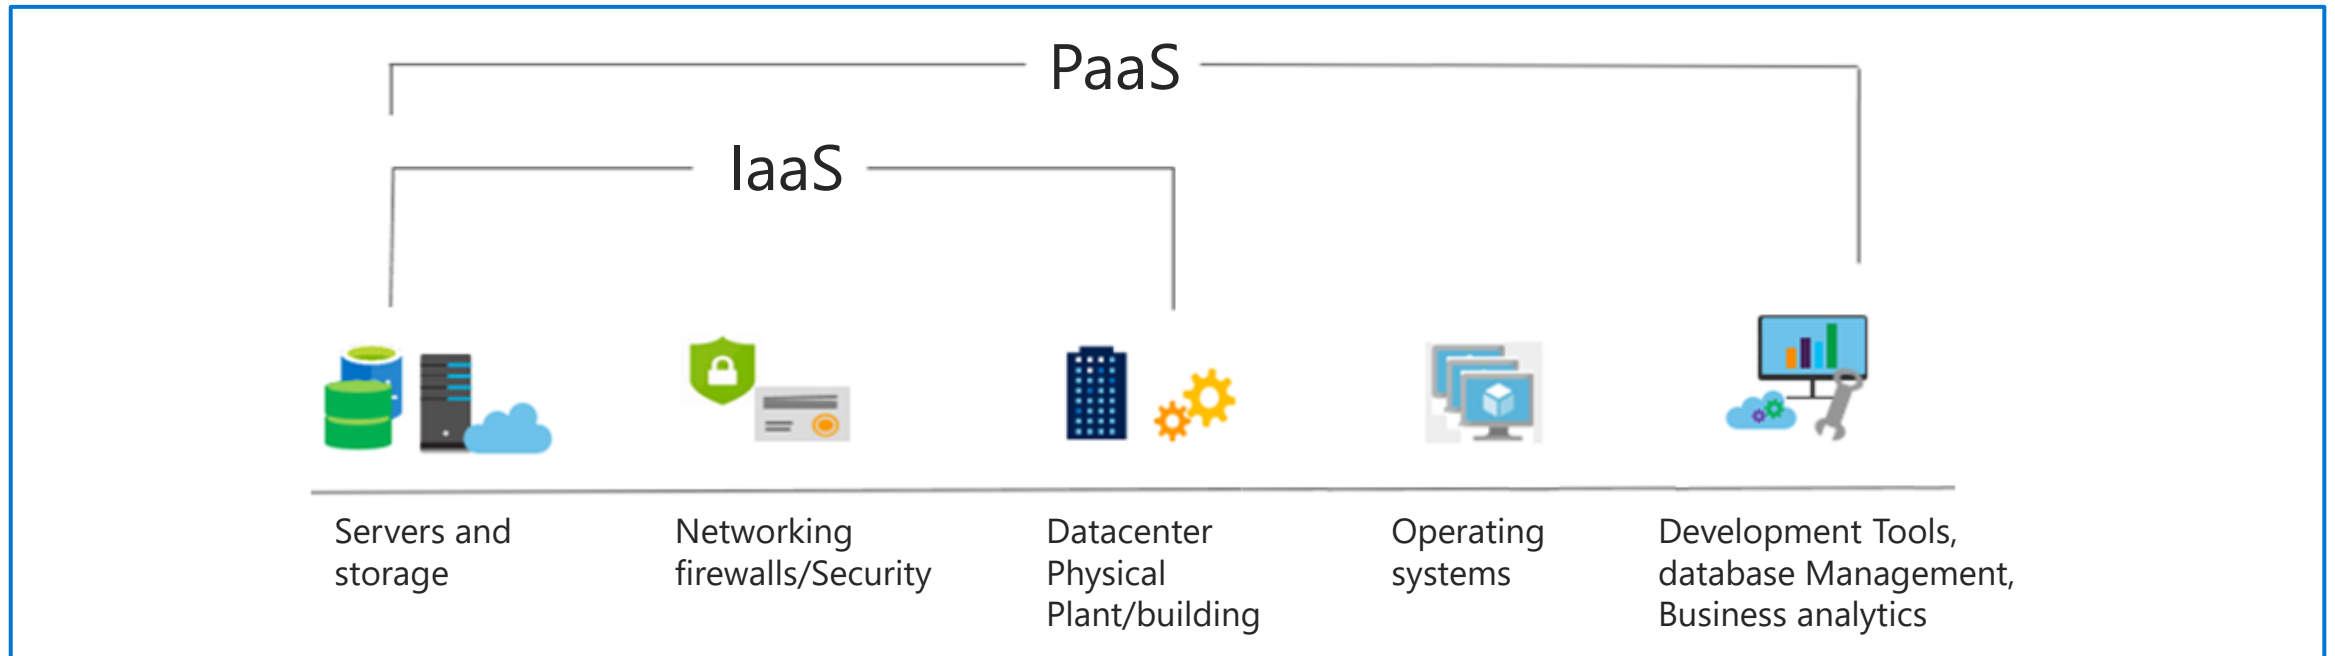 PaaS
IaaS
Servers and
storage
Networking
firewalls/Security
Datacenter
Physical
Plant/building
Operating
systems
Development Tools,
database Management,
Business analytics